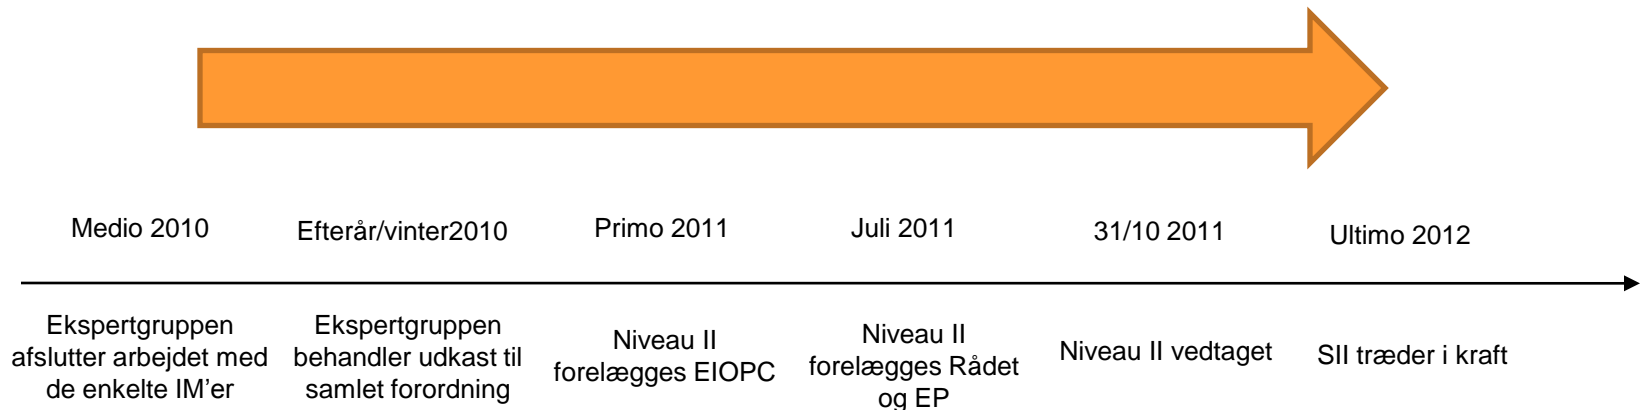 Medio 2010
Efterår/vinter2010
Primo 2011
Juli 2011
31/10 2011
Ultimo 2012
Ekspertgruppen
afslutter arbejdet med
de enkelte IM’er
Ekspertgruppen
behandler udkast til
samlet forordning
Niveau II
forelægges EIOPC
Niveau II
forelægges Rådet
og EP
Niveau II vedtaget
SII træder i kraft